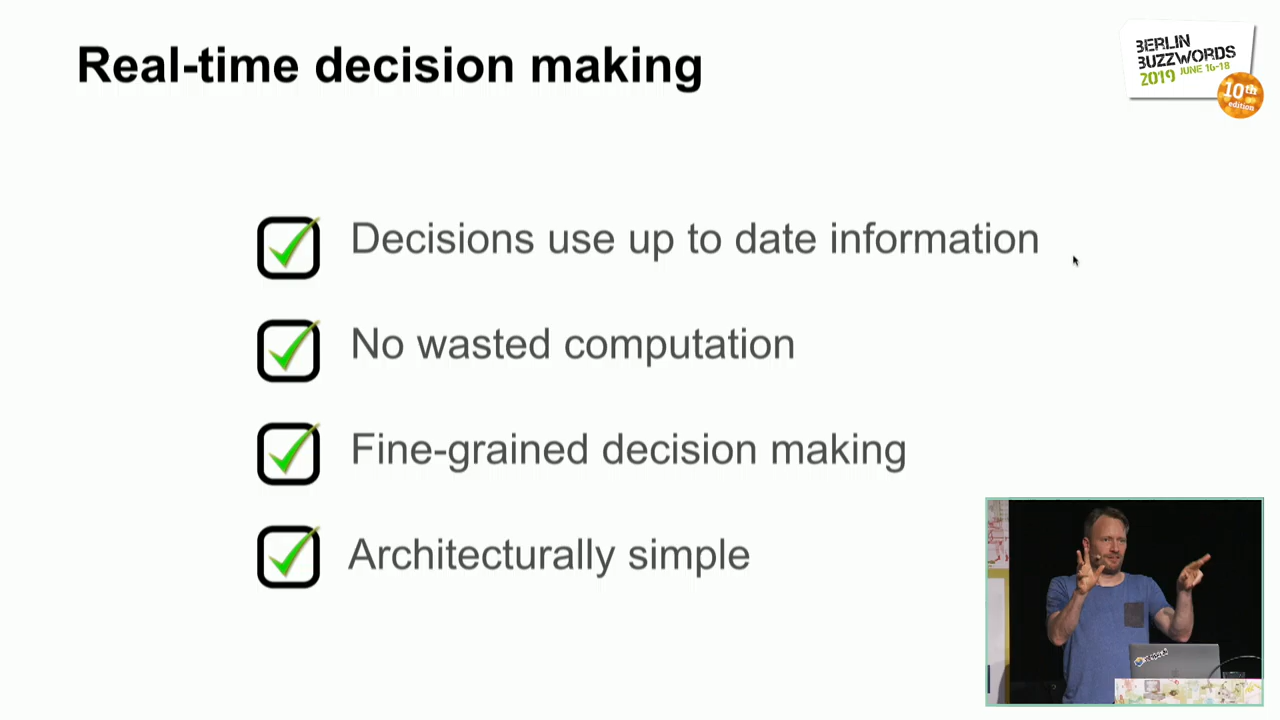 Real-time decision making
BERLIN
BUZZWORDS
2019 JUNE 16-18
10th
edition
Decisions use up to date information
No wasted computation
Fine-grained decision making
Architecturally simple